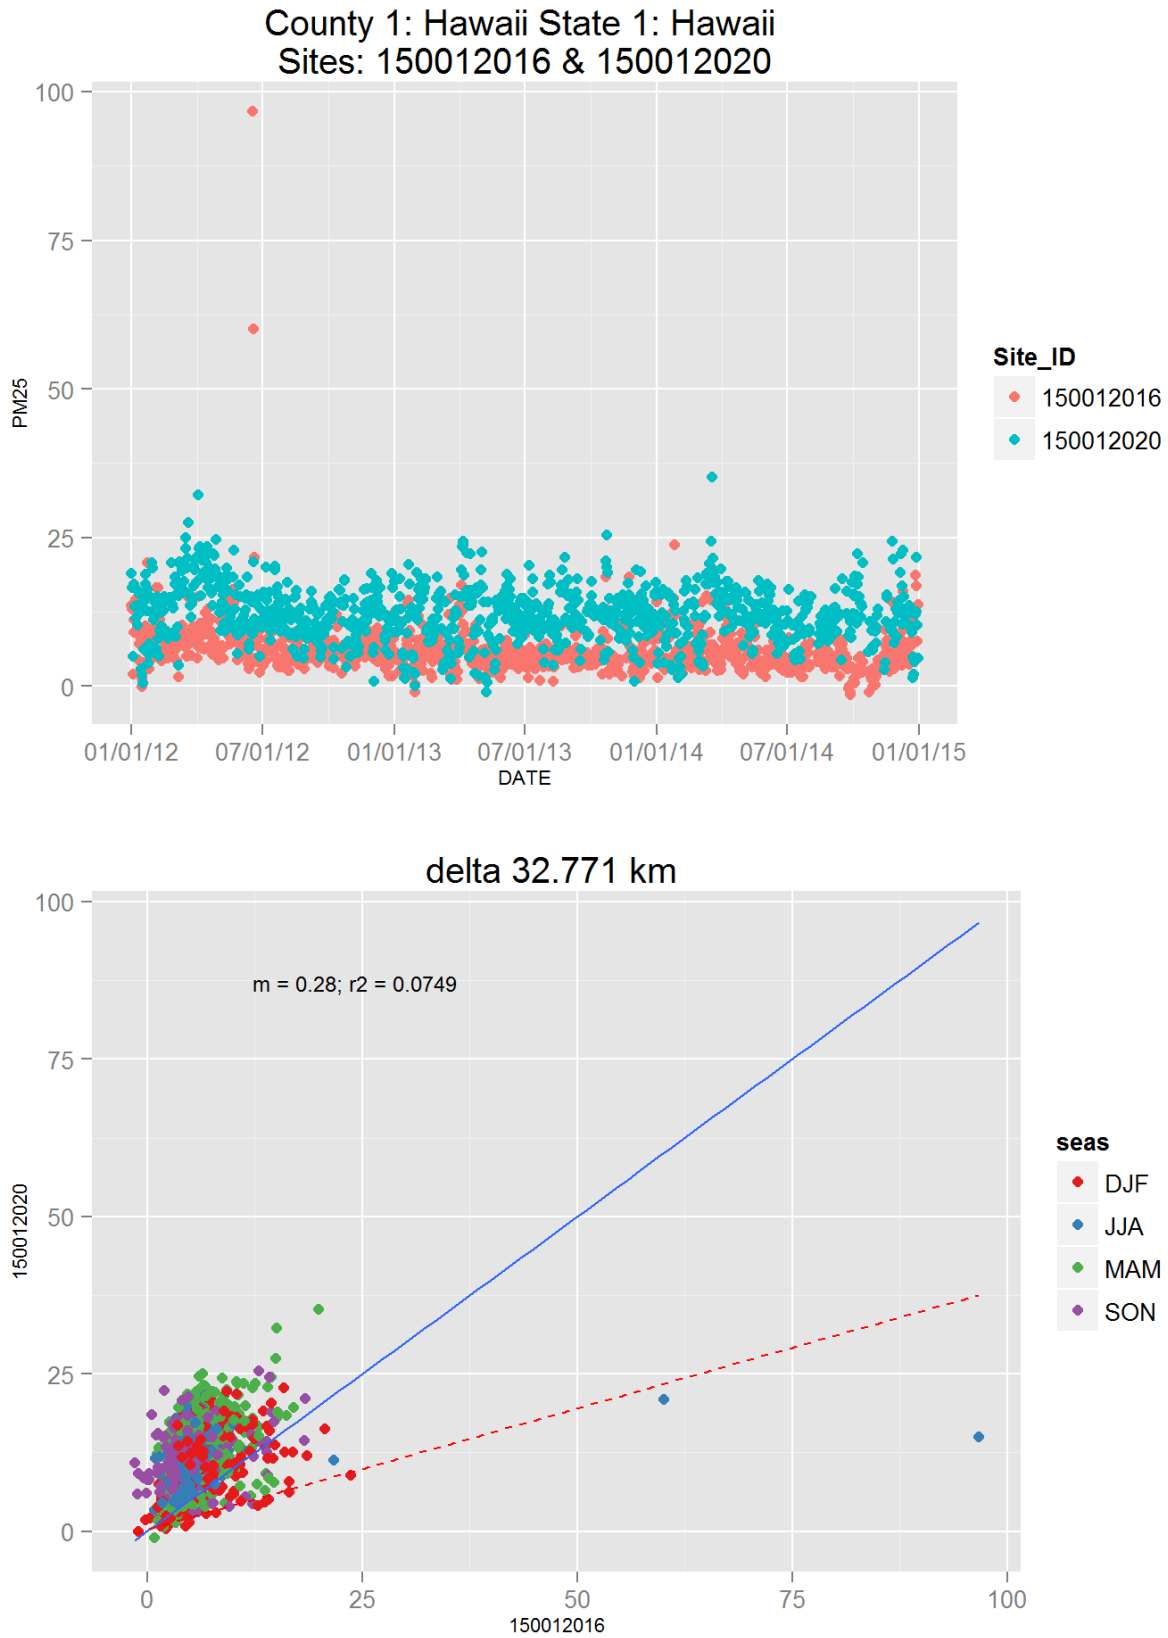 County 1: Hawaii State 1: Hawaii
Sites: 150012016 & 150012020
100
75
50
25
0
PM25
01/01/12 07/01/12 01/01/13 07/01/13 01/01/14 07/01/14 01/01/15
DATE
Site_ID
150012016
150012020
delta 32.771 km
m = 0.28; r2 = 0.0749
100
75
50
25
0
150012020
0 25 50 75 100
150012016
seas
DJF
JJA
MAM
SON